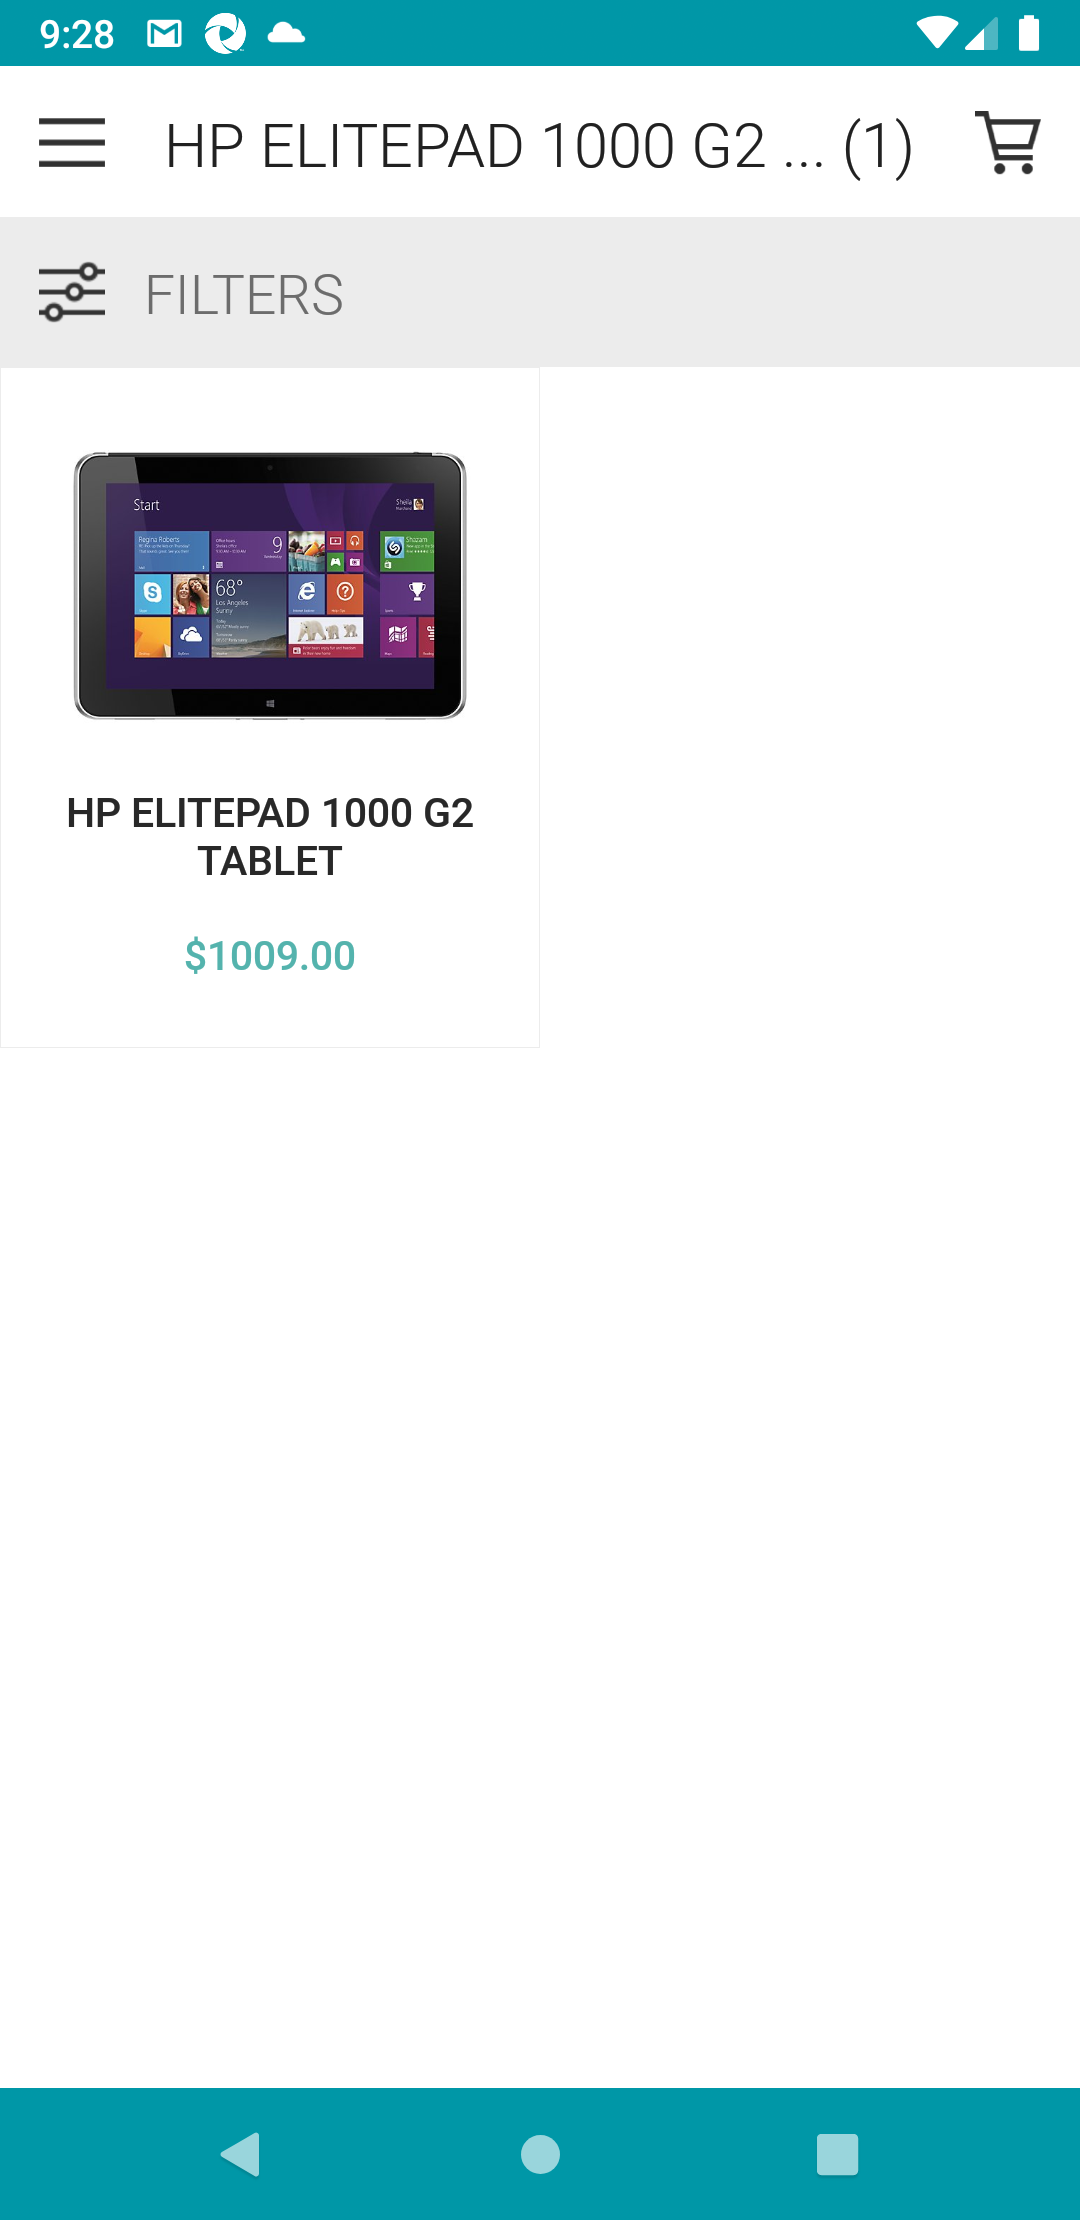 9:28
HP ELITEPAD 1000 G2 ... (1)
FILTERS
Start
Sheila
Regina Roberts
9
Shazam
68°
Los Angeles
Sunny
HP ELITEPAD 1000 G2
TABLET
$1009.00